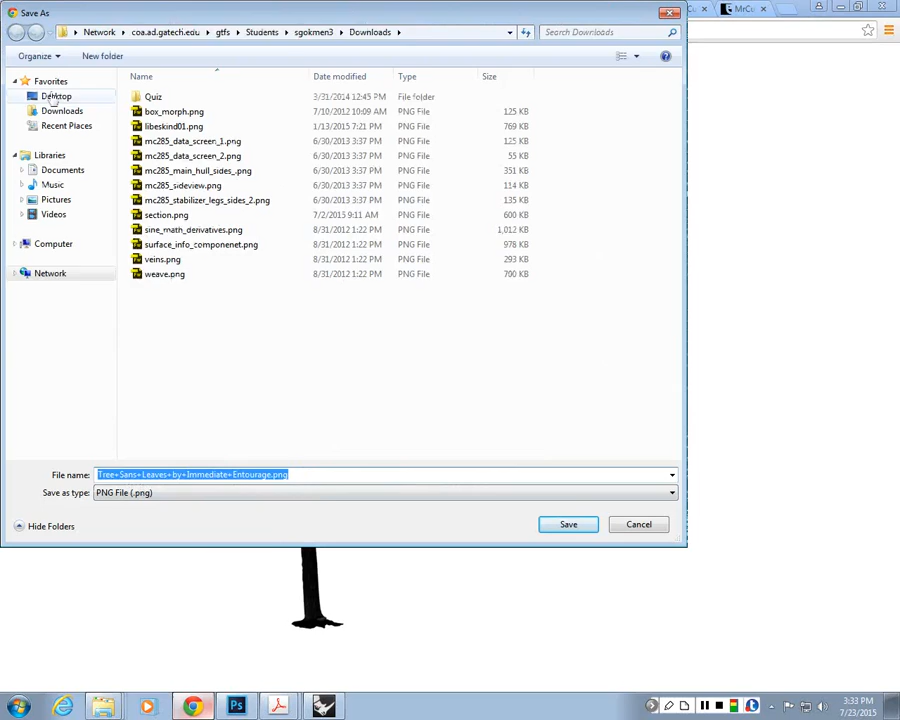 Save As
MrCu
Network
coa.ad.gatech.edu
gtfs
Students
sgokmen3
Downloads
Search Downloads
Organize
New folder
Favorites
Desktop
Downloads
Recent Places
Libraries
Documents
Music
Pictures
Videos
Computer
Network
Name Date modified Type Size
Quiz 3/31/2014 12:45 PM File folder
box_morph.png 7/10/2012 10:09 AM PNG File 125 KB
libeskind01.png 1/13/2015 7:21 PM PNG File 769 KB
mc285_data_screen_1.png 6/30/2013 3:37 PM PNG File 125 KB
mc285_data_screen_2.png 6/30/2013 3:37 PM PNG File 55 KB
mc285_main_hull_sides_.png 6/30/2013 3:37 PM PNG File 351 KB
mc285_sideview.png 6/30/2013 3:37 PM PNG File 114 KB
mc285_stabilizer_legs_sides_2.png 6/30/2013 3:37 PM PNG File 135 KB
section.png 7/2/2015 9:11 AM PNG File 600 KB
sine_math_derivatives.png 8/31/2012 1:22 PM PNG File 1,012 KB
surface_info_componenet.png 8/31/2012 1:22 PM PNG File 978 KB
veins.png 8/31/2012 1:22 PM PNG File 293 KB
weave.png 8/31/2012 1:22 PM PNG File 700 KB
File name: Tree+Sans+Leaves+by+Immediate+Entourage.png
Save as type: PNG File (.png)
Hide Folders
Save
Cancel
Ps
3:33 PM
7/23/2015